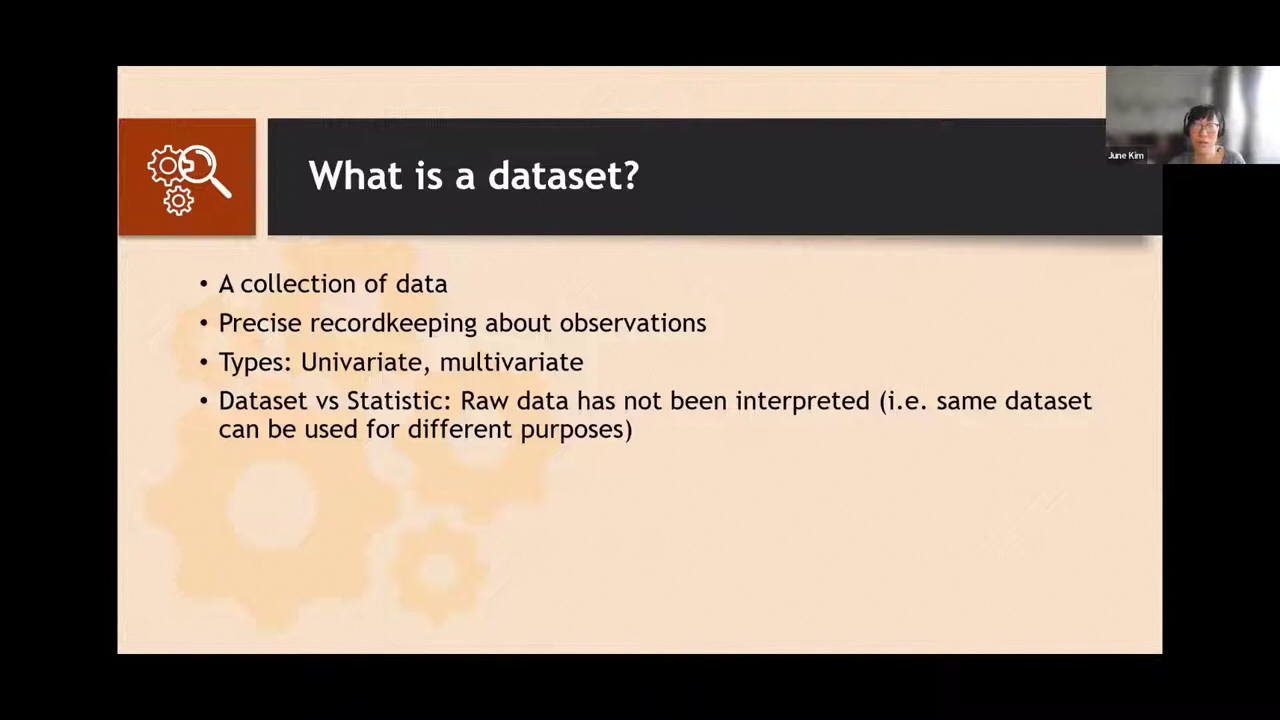 What is a dataset?
June Kim
• A collection of data
• Precise recordkeeping about observations
• Types: Univariate, multivariate
• Dataset vs Statistic: Raw data has not been interpreted (i.e. same dataset
can be used for different purposes)